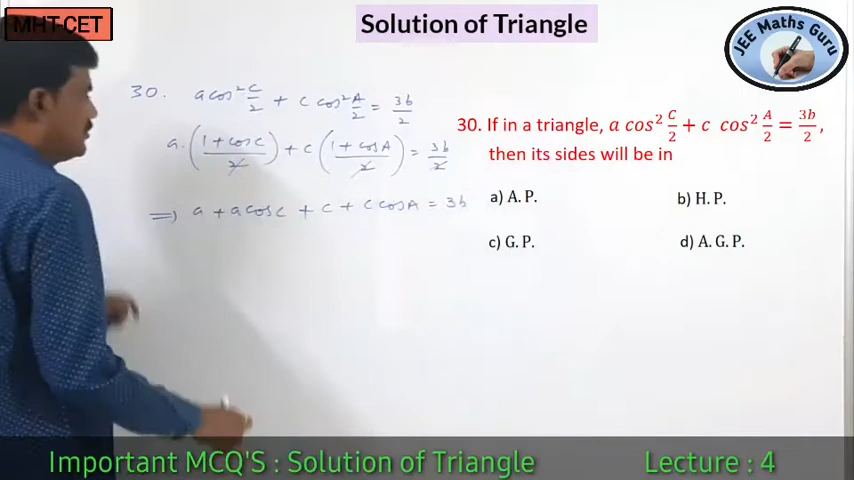 MHT-CET
Solution of Triangle
JEE Maths Guru
30. a cos² C/2 + c cos² A/2 = 3b/2
a. ( 1 + cos C / 2 ) + c ( 1 + cos A / 2 ) = 3b/2
⇒ a + a cos C + c + c cos A = 3b
30. If in a triangle, a cos² C/2 + c cos² A/2 = 3b/2,
then its sides will be in
a) A. P. b) H. P.
c) G. P. d) A. G. P.
Important MCQ'S : Solution of Triangle Lecture : 4